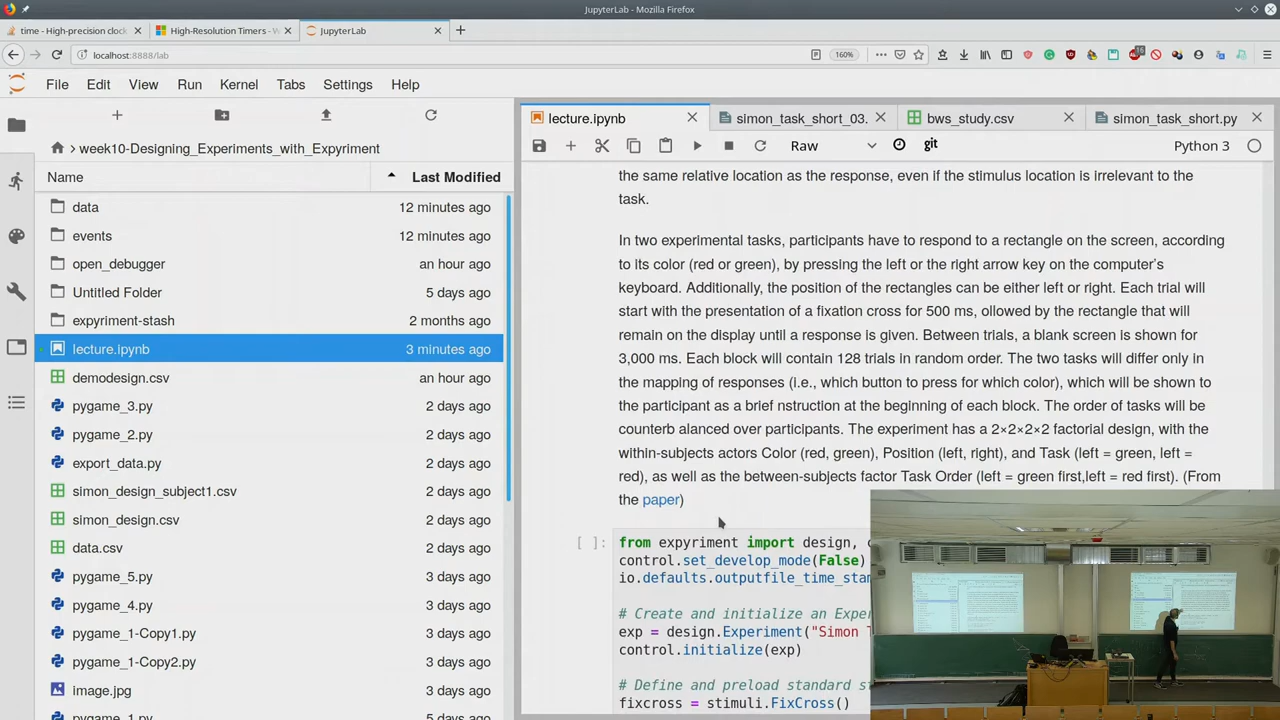 JupyterLab - Mozilla Firefox
time - High-precision clock
High-Resolution Timers - W
JupyterLab
localhost:8888/lab
160%
16
File Edit View Run Kernel Tabs Settings Help
week10-Designing_Experiments_with_Expyriment
Name Last Modified
data 12 minutes ago
events 12 minutes ago
open_debugger an hour ago
Untitled Folder 5 days ago
expyriment-stash 2 months ago
lecture.ipynb 3 minutes ago
demodesign.csv an hour ago
pygame_3.py 2 days ago
pygame_2.py 2 days ago
export_data.py 2 days ago
simon_design_subject1.csv 2 days ago
simon_design.csv 2 days ago
data.csv 2 days ago
pygame_5.py 3 days ago
pygame_4.py 3 days ago
pygame_1-Copy1.py 3 days ago
pygame_1-Copy2.py 3 days ago
image.jpg 3 days ago
pygame_1.py 5 days ago
lecture.ipynb simon_task_short_03. bws_study.csv simon_task_short.py
Raw git Python 3
the same relative location as the response, even if the stimulus location is irrelevant to the
task.
In two experimental tasks, participants have to respond to a rectangle on the screen, according
to its color (red or green), by pressing the left or the right arrow key on the computer's
keyboard. Additionally, the position of the rectangles can be either left or right. Each trial will
start with the presentation of a fixation cross for 500 ms, ollowed by the rectangle that will
remain on the display until a response is given. Between trials, a blank screen is shown for
3,000 ms. Each block will contain 128 trials in random order. The two tasks will differ only in
the mapping of responses (i.e., which button to press for which color), which will be shown to
the participant as a brief nstruction at the beginning of each block. The order of tasks will be
counterb alanced over participants. The experiment has a 2×2×2×2 factorial design, with the
within-subjects actors Color (red, green), Position (left, right), and Task (left = green, left =
red), as well as the between-subjects factor Task Order (left = green first,left = red first). (From
the paper)
[ ]: from expyriment import design, c
control.set_develop_mode(False)
io.defaults.outputfile_time_stam
# Create and initialize an Exper
exp = design.Experiment("Simon T
control.initialize(exp)
# Define and preload standard st
fixcross = stimuli.FixCross()